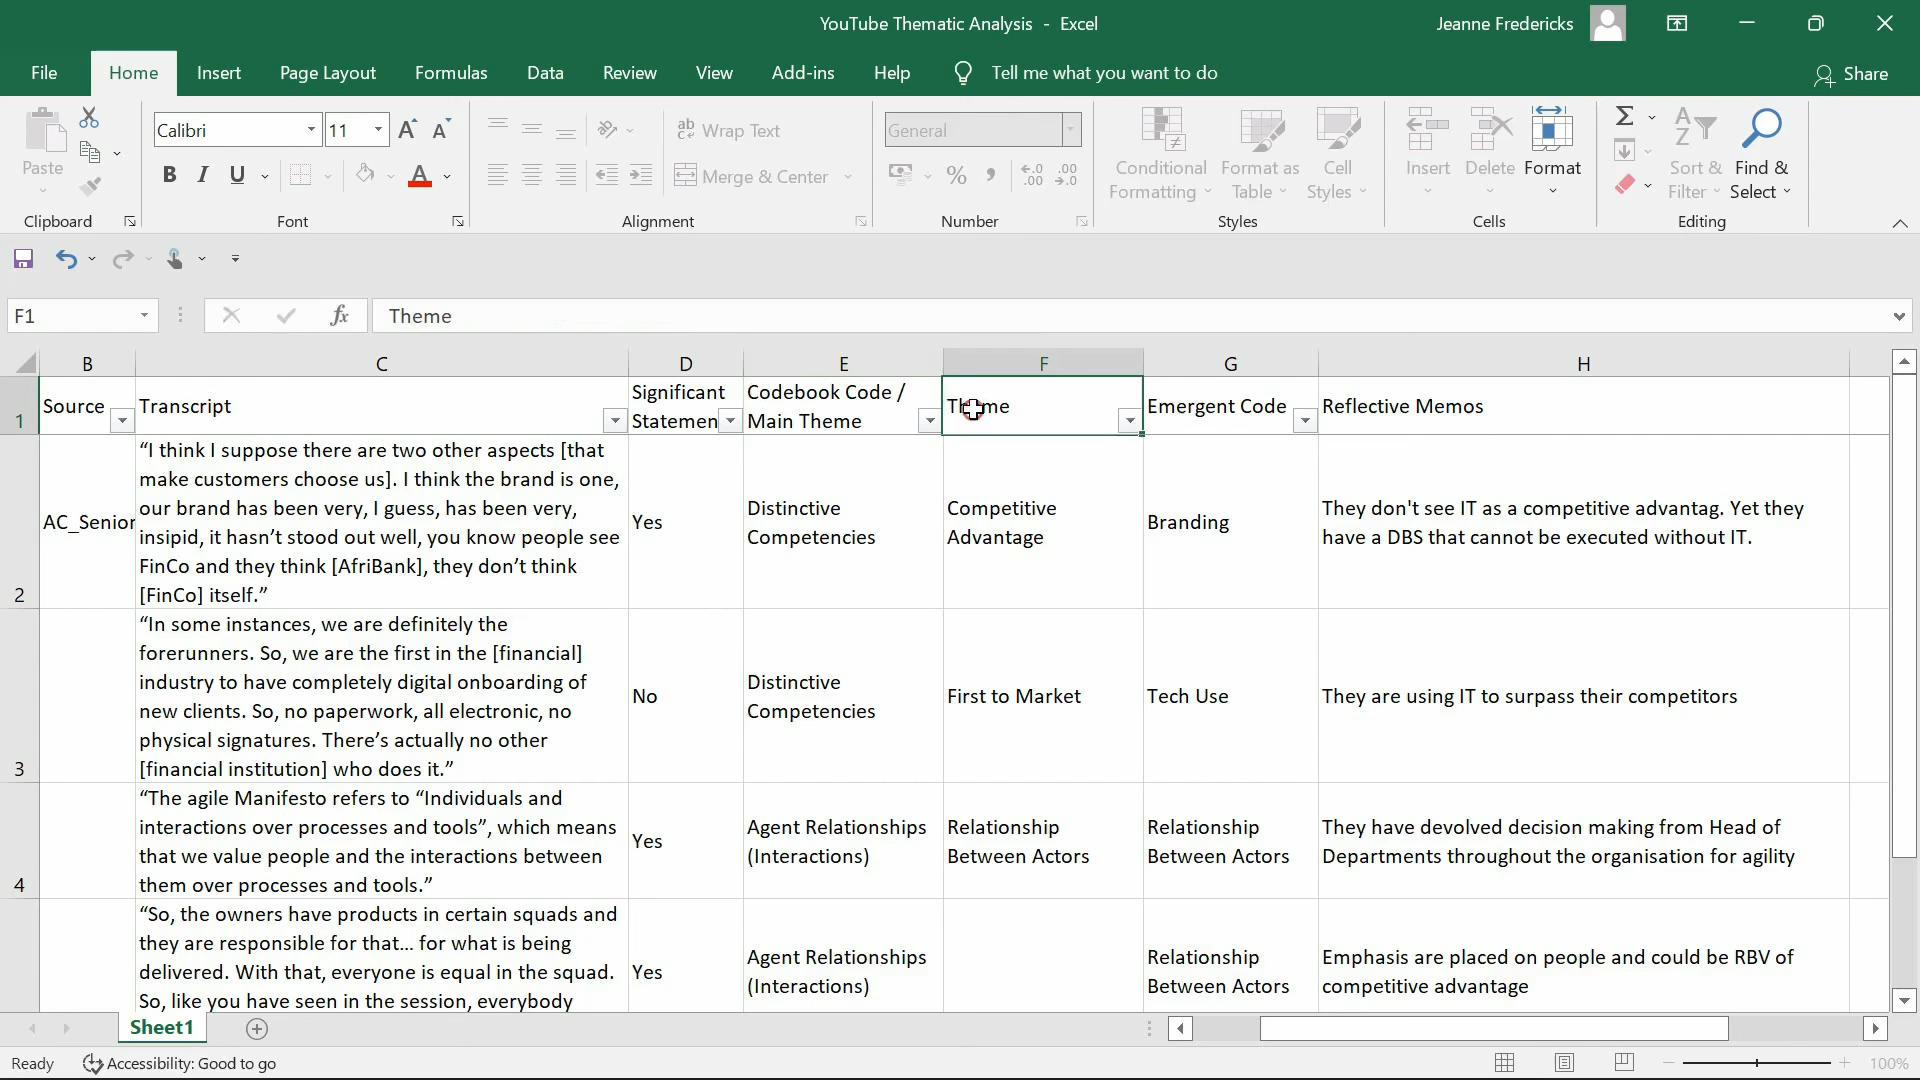 YouTube Thematic Analysis - Excel
Jeanne Fredericks
File Home Insert Page Layout Formulas Data Review View Add-ins Help Tell me what you want to do
Share
Calibri 11
Wrap Text
General
Paste
B I U
A
Merge & Center
%
Conditional Formatting
Format as Table
Cell Styles
Insert
Delete
Format
Sort & Filter
Find & Select
Clipboard Font Alignment Number Styles Cells Editing
F1
fx
Theme
B C D E F G H
1
Source
Transcript
Significant
Statemen
Codebook Code /
Main Theme
Theme
Emergent Code
Reflective Memos
2
AC_Senior
“I think I suppose there are two other aspects [that
make customers choose us]. I think the brand is one,
our brand has been very, I guess, has been very,
insipid, it hasn’t stood out well, you know people see
FinCo and they think [AfriBank], they don’t think
[FinCo] itself.”
Yes
Distinctive
Competencies
Competitive
Advantage
Branding
They don't see IT as a competitive advantag. Yet they
have a DBS that cannot be executed without IT.
3
“In some instances, we are definitely the
forerunners. So, we are the first in the [financial]
industry to have completely digital onboarding of
new clients. So, no paperwork, all electronic, no
physical signatures. There’s actually no other
[financial institution] who does it.”
No
Distinctive
Competencies
First to Market
Tech Use
They are using IT to surpass their competitors
4
“The agile Manifesto refers to “Individuals and
interactions over processes and tools”, which means
that we value people and the interactions between
them over processes and tools.”
Yes
Agent Relationships
(Interactions)
Relationship
Between Actors
Relationship
Between Actors
They have devolved decision making from Head of
Departments throughout the organisation for agility
“So, the owners have products in certain squads and
they are responsible for that... for what is being
delivered. With that, everyone is equal in the squad.
So, like you have seen in the session, everybody
Yes
Agent Relationships
(Interactions)
Relationship
Between Actors
Emphasis are placed on people and could be RBV of
competitive advantage
Sheet1
Ready
Accessibility: Good to go
100%